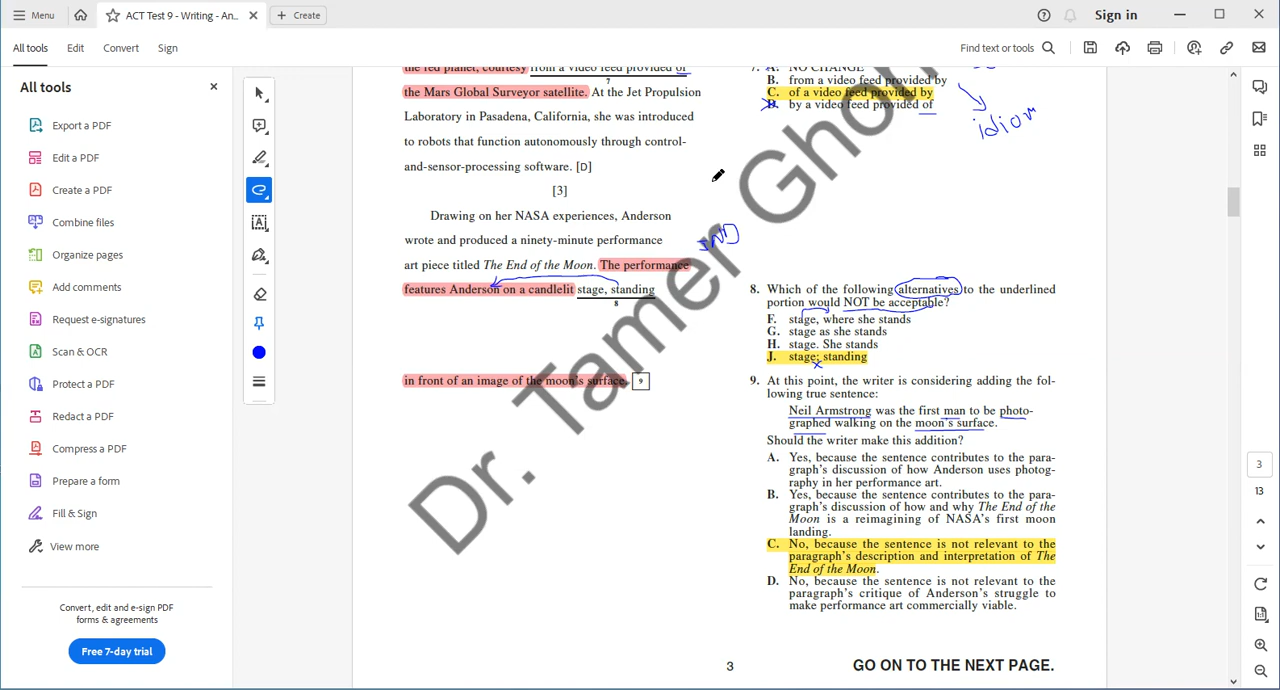 Menu
ACT Test 9 - Writing - An...
Create
Sign in
All tools
Edit
Convert
Sign
Find text or tools
All tools
Export a PDF
Edit a PDF
Create a PDF
Combine files
Organize pages
Add comments
Request e-signatures
Scan & OCR
Protect a PDF
Redact a PDF
Compress a PDF
Prepare a form
Fill & Sign
View more
Convert, edit and e-sign PDF
forms & agreements
Free 7-day trial
the red planet, courtesy from a video feed provided of
7
the Mars Global Surveyor satellite. At the Jet Propulsion
Laboratory in Pasadena, California, she was introduced
to robots that function autonomously through control-
and-sensor-processing software. [D]
[3]
Drawing on her NASA experiences, Anderson
wrote and produced a ninety-minute performance
art piece titled The End of the Moon. The performance
features Anderson on a candlelit stage, standing
8
in front of an image of the moon's surface. 9
7. A. NO CHANGE
B. from a video feed provided by
C. of a video feed provided by
D. by a video feed provided of
idiom
8. Which of the following alternatives to the underlined
portion would NOT be acceptable?
F. stage, where she stands
G. stage as she stands
H. stage. She stands
J. stage; standing
9. At this point, the writer is considering adding the fol-
lowing true sentence:
Neil Armstrong was the first man to be photo-
graphed walking on the moon's surface.
Should the writer make this addition?
A. Yes, because the sentence contributes to the para-
graph's discussion of how Anderson uses photog-
raphy in her performance art.
B. Yes, because the sentence contributes to the para-
graph's discussion of how and why The End of the
Moon is a reimagining of NASA's first moon
landing.
C. No, because the sentence is not relevant to the
paragraph's description and interpretation of The
End of the Moon.
D. No, because the sentence is not relevant to the
paragraph's critique of Anderson's struggle to
make performance art commercially viable.
3
GO ON TO THE NEXT PAGE.
Dr. Tamer Ghon
3
13